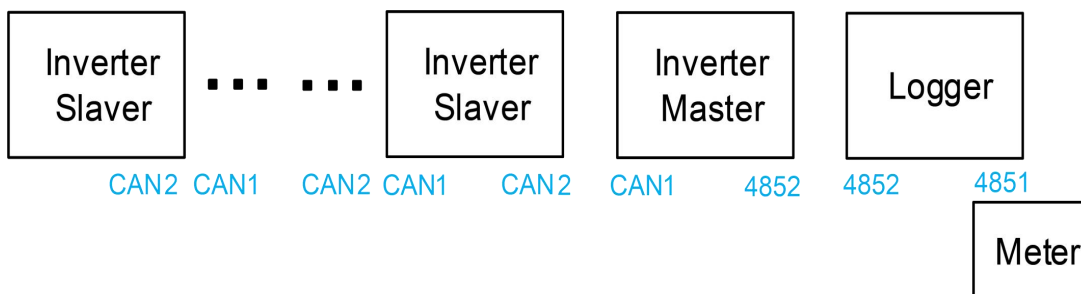 Inverter
Slaver
Inverter
Slaver
Inverter
Master
Logger
CAN2 CAN1 CAN2 CAN1 CAN2 CAN1 4852 4852 4851
Meter